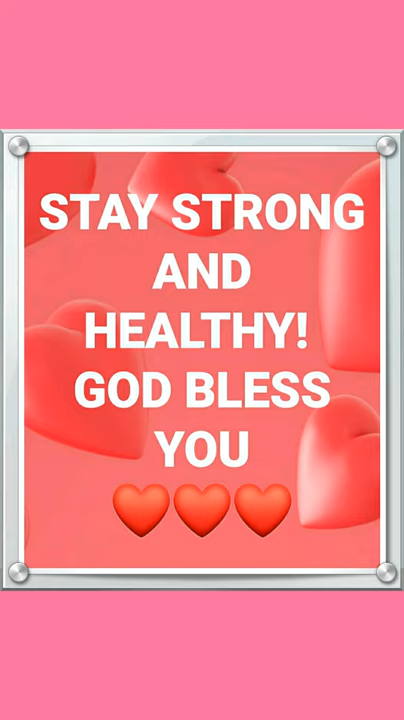 STAY STRONG
AND
HEALTHY!
GOD BLESS
YOU
❤️❤️❤️